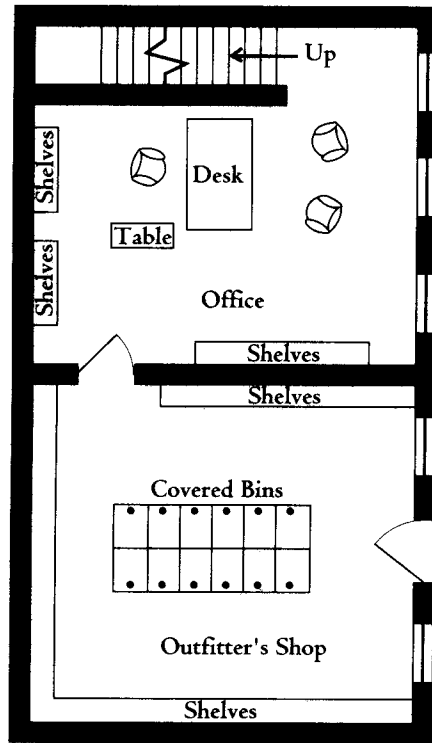 Up
Shelves
Desk
Table
Shelves
Office
Shelves
Shelves
Covered Bins
Outfitter's Shop
Shelves